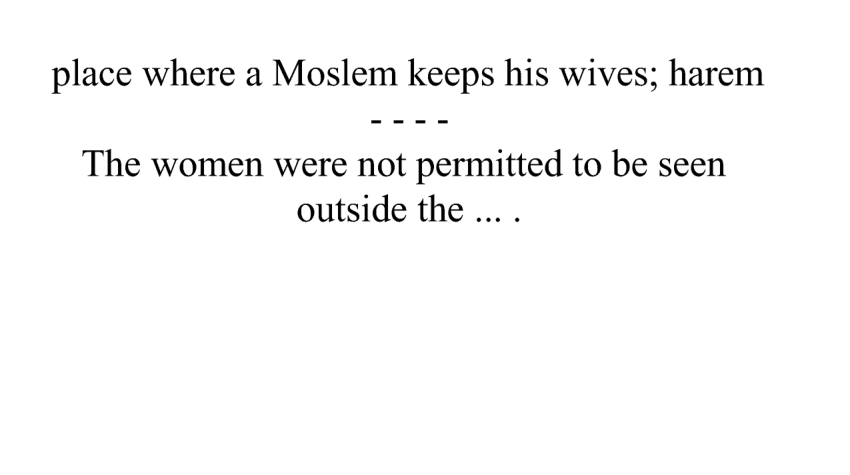 place where a Moslem keeps his wives; harem
- - - -
The women were not permitted to be seen
outside the ... .